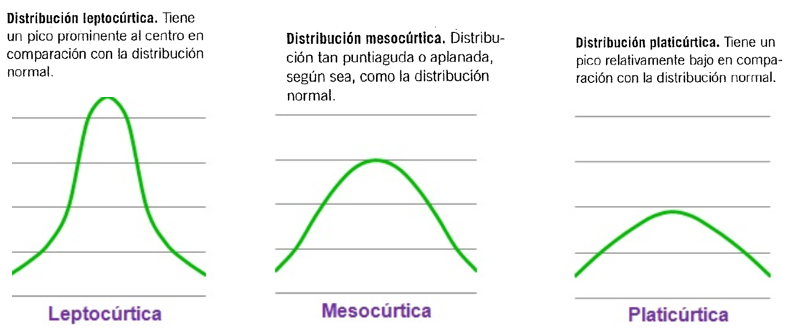 Distribución leptocúrtica. Tiene
un pico prominente al centro en
comparación con la distribución
normal.
Distribución mesocúrtica. Distribu-
ción tan puntiaguda o aplanada,
según sea, como la distribución
normal.
Distribución platicúrtica. Tiene un
pico relativamente bajo en compa-
ración con la distribución normal.
Leptocúrtica
Mesocúrtica
Platicúrtica